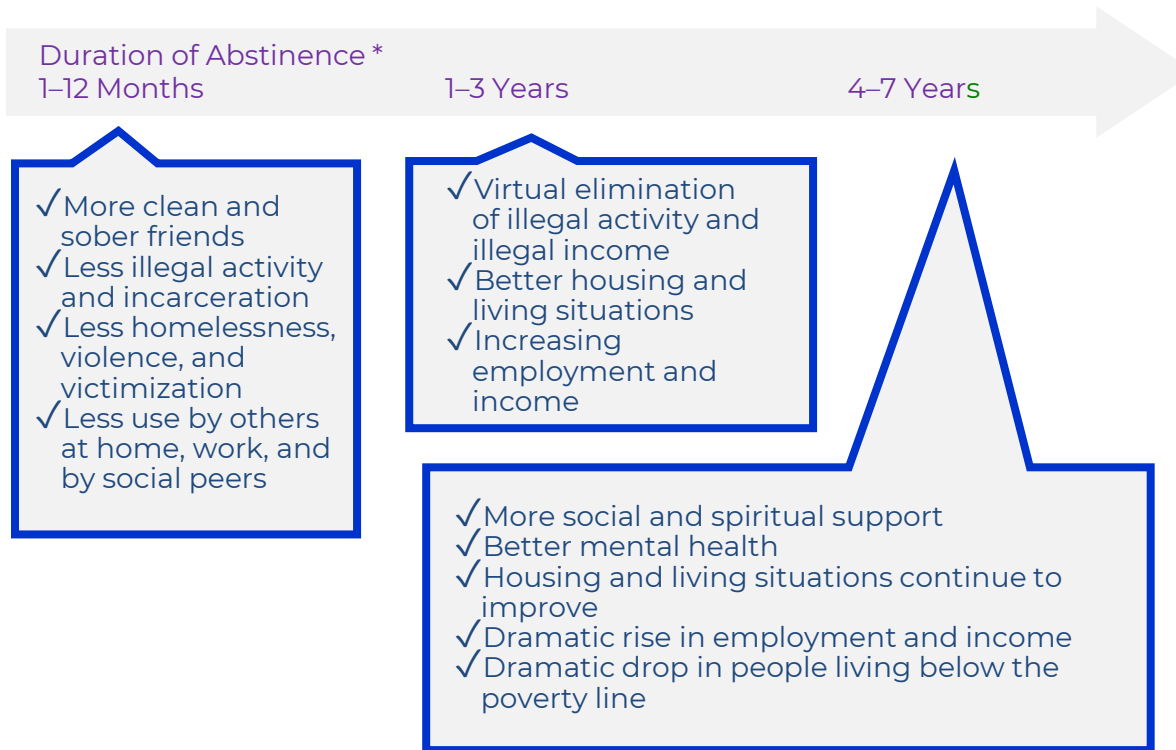 Duration of Abstinence *
1–12 Months
1–3 Years
4–7 Years
✓More clean and
sober friends
✓Less illegal activity
and incarceration
✓Less homelessness,
violence, and
victimization
✓Less use by others
at home, work, and
by social peers
✓Virtual elimination
of illegal activity and
illegal income
✓Better housing and
living situations
✓Increasing
employment and
income
✓More social and spiritual support
✓Better mental health
✓Housing and living situations continue to
improve
✓Dramatic rise in employment and income
✓Dramatic drop in people living below the
poverty line